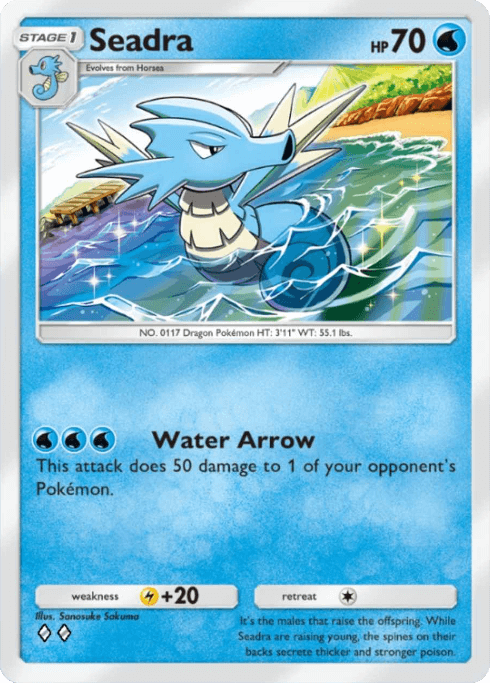 STAGE 1
Seadra
HP 70
Evolves from Horsea
NO. 0117 Dragon Pokémon HT: 3'11" WT: 55.1 lbs.
Water Arrow
This attack does 50 damage to 1 of your opponent's
Pokémon.
weakness +20
retreat
Illus. Sanosuke Sakuma
It's the males that raise the offspring. While
Seadra are raising young, the spines on their
backs secrete thicker and stronger poison.